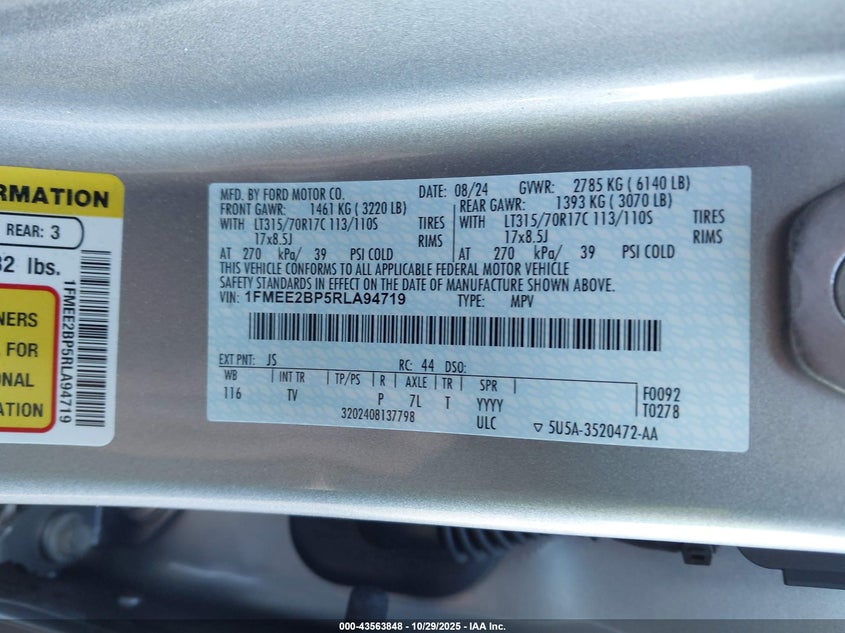 RMATION
REAR: 3
32 lbs.
NERS
FOR
ONAL
ATION
1FMEE2BP5RLA94719
MFD. BY FORD MOTOR CO. DATE: 08/24 GVWR: 2785 KG ( 6140 LB)
FRONT GAWR: 1461 KG ( 3220 LB) REAR GAWR: 1393 KG ( 3070 LB)
WITH LT315/70R17C 113/110S TIRES WITH LT315/70R17C 113/110S TIRES
17x8.5J RIMS 17x8.5J RIMS
AT 270 kPa/ 39 PSI COLD AT 270 kPa/ 39 PSI COLD
THIS VEHICLE CONFORMS TO ALL APPLICABLE FEDERAL MOTOR VEHICLE
SAFETY STANDARDS IN EFFECT ON THE DATE OF MANUFACTURE SHOWN ABOVE.
VIN: 1FMEE2BP5RLA94719 TYPE: MPV
EXT PNT: JS RC: 44 DSO:
WB INT TR TP/PS R AXLE TR SPR F0092
116 TV P 7L T YYYY T0278
320240813​7798 ULC ▽ 5U5A-3520472-AA
000-43563848 - 10/29/2025 - IAA Inc.